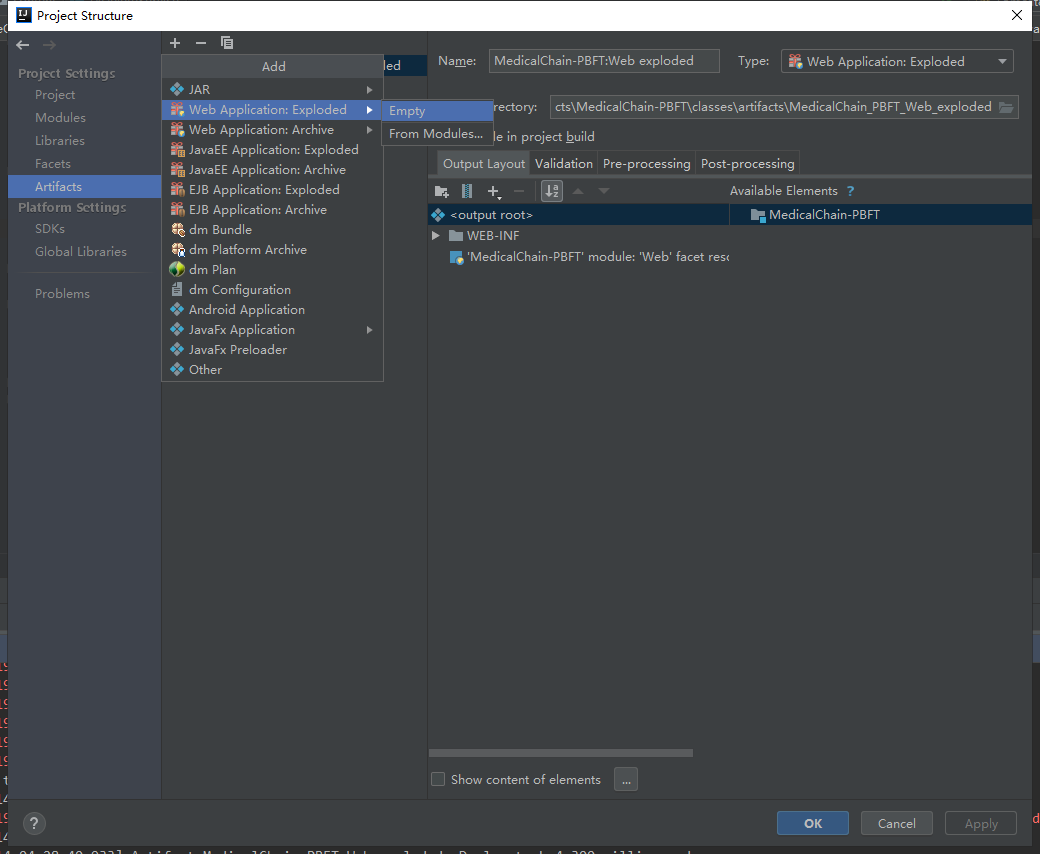 Project Structure
Add
JAR
Web Application: Exploded
Web Application: Archive
JavaEE Application: Exploded
JavaEE Application: Archive
EJB Application: Exploded
EJB Application: Archive
dm Bundle
dm Platform Archive
dm Plan
dm Configuration
Android Application
JavaFx Application
JavaFx Preloader
Other
Empty
From Modules...
Project Settings
Project
Modules
Libraries
Facets
Artifacts
Platform Settings
SDKs
Global Libraries
Problems
Name: MedicalChain-PBFT:Web exploded Type: Web Application: Exploded
cts\MedicalChain-PBFT\classes\artifacts\MedicalChain_PBFT_Web_exploded
in project build
Output Layout Validation Pre-processing Post-processing
Available Elements ?
<output root> MedicalChain-PBFT
WEB-INF
'MedicalChain-PBFT' module: 'Web' facet
Show content of elements ...
? OK Cancel Apply